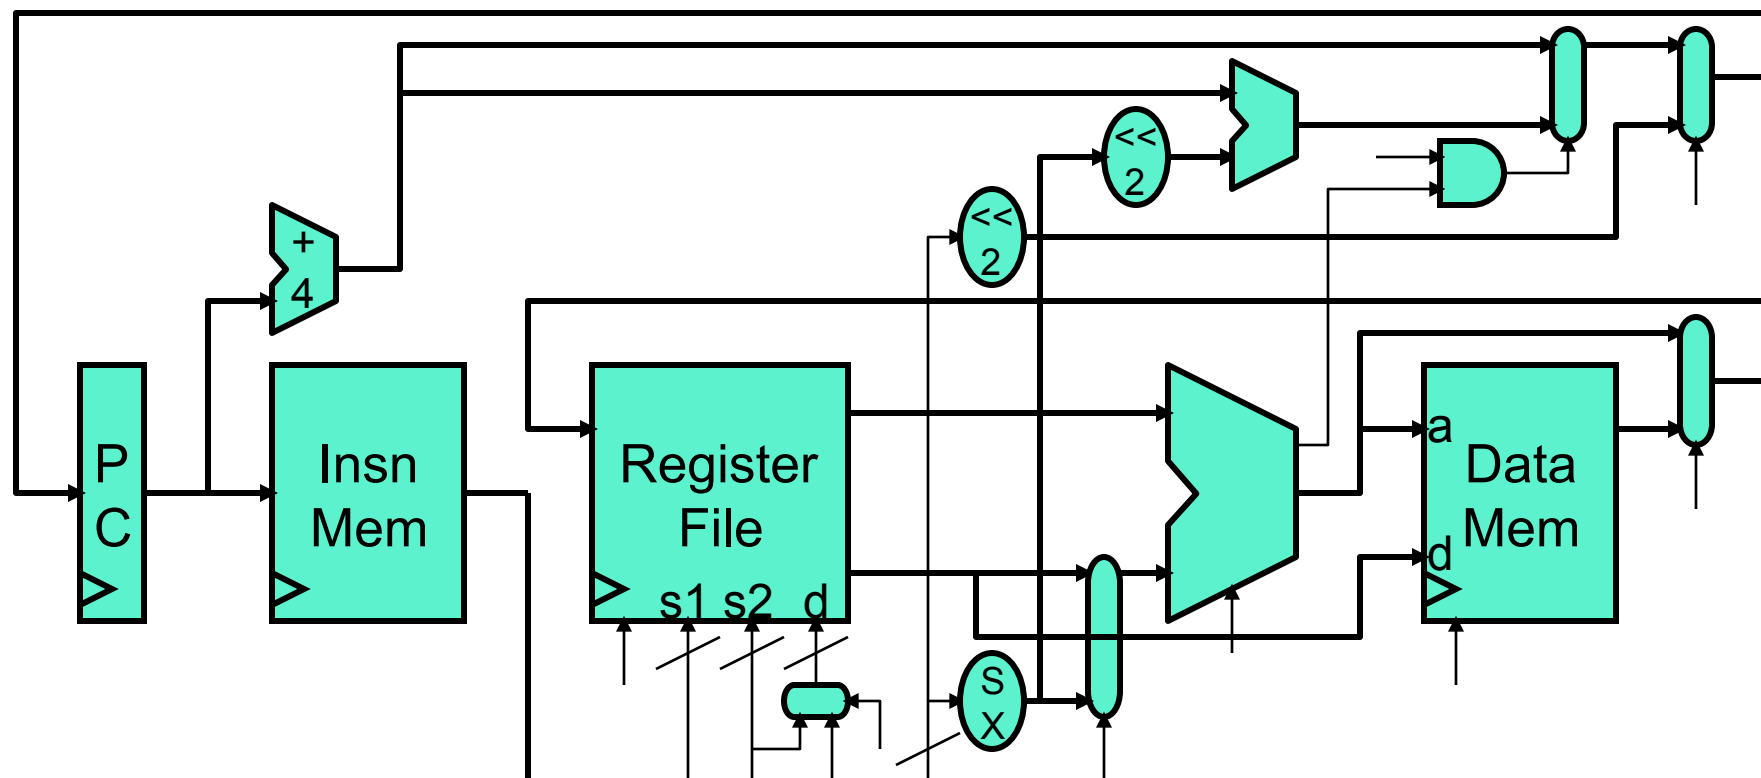 <<
2
<<
2
+
4
P
C
Insn
Mem
Register
File
s1 s2 d
a
Data
Mem
d
S
X